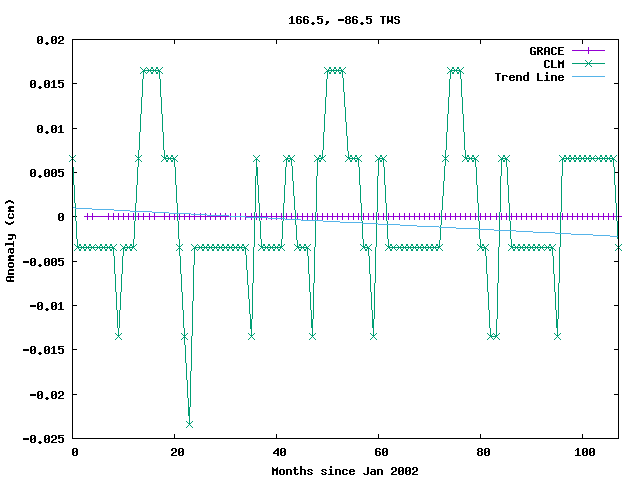 166.5, -86.5 TWS
GRACE
CLM
Trend Line
0.02
0.015
0.01
0.005
0
-0.005
-0.01
-0.015
-0.02
-0.025
Anomaly (cm)
0 20 40 60 80 100
Months since Jan 2002